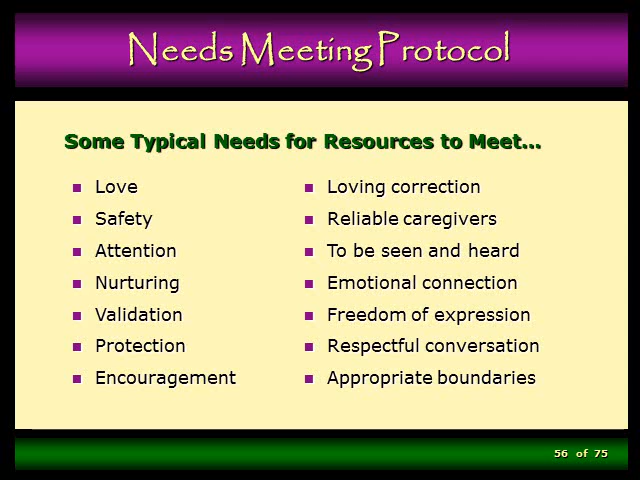 Needs Meeting Protocol
Some Typical Needs for Resources to Meet...
Love
Safety
Attention
Nurturing
Validation
Protection
Encouragement
Loving correction
Reliable caregivers
To be seen and heard
Emotional connection
Freedom of expression
Respectful conversation
Appropriate boundaries
56 of 75